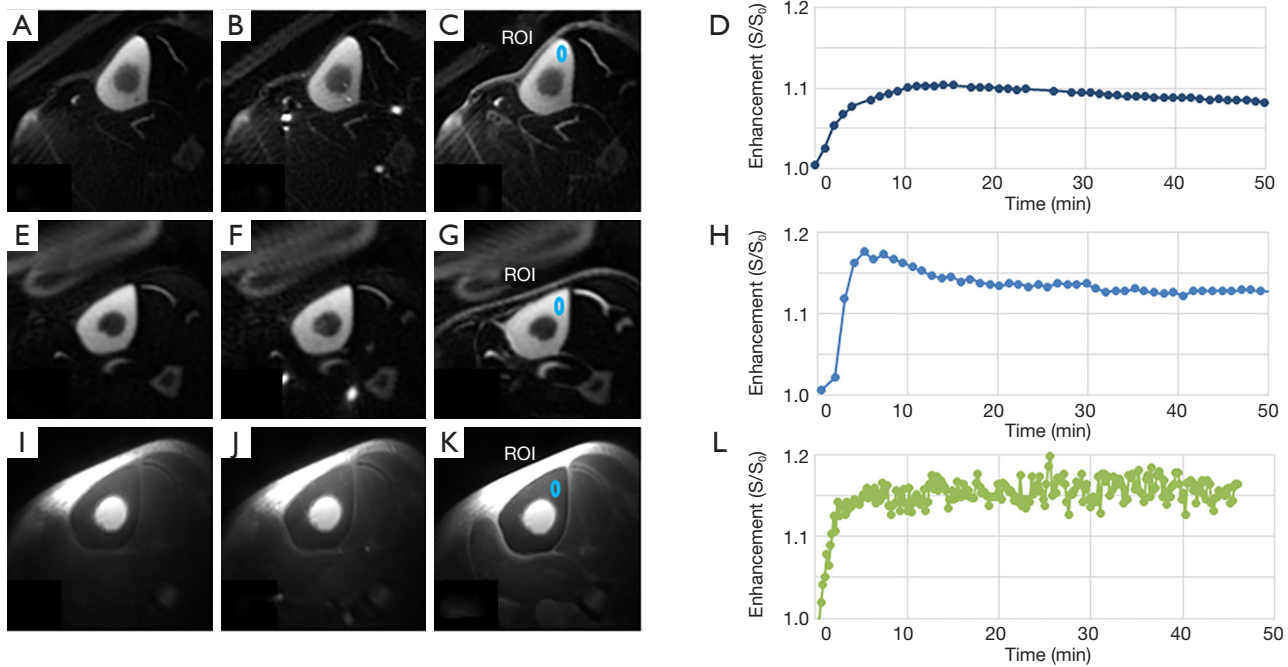 A
B
C
ROI
D
Enhancement (S/S₀)
1.2
1.1
1.0
0 10 20 30 40 50
Time (min)
E
F
G
ROI
H
Enhancement (S/S₀)
1.2
1.1
1.0
0 10 20 30 40 50
Time (min)
I
J
K
ROI
L
Enhancement (S/S₀)
1.2
1.1
1.0
0 10 20 30 40 50
Time (min)